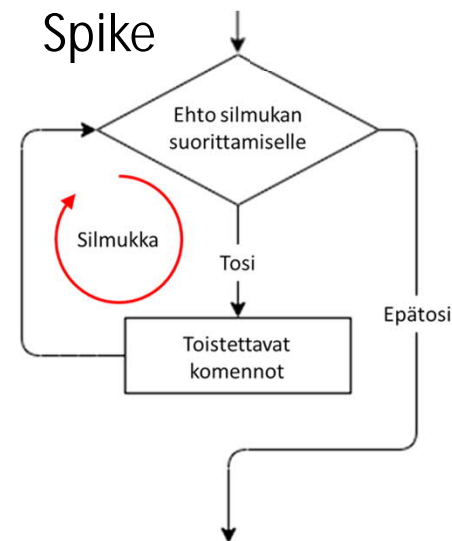 Spike
Ehto silmukan
suorittamiselle
Silmukka
Tosi
Epätosi
Toistettavat
komennot